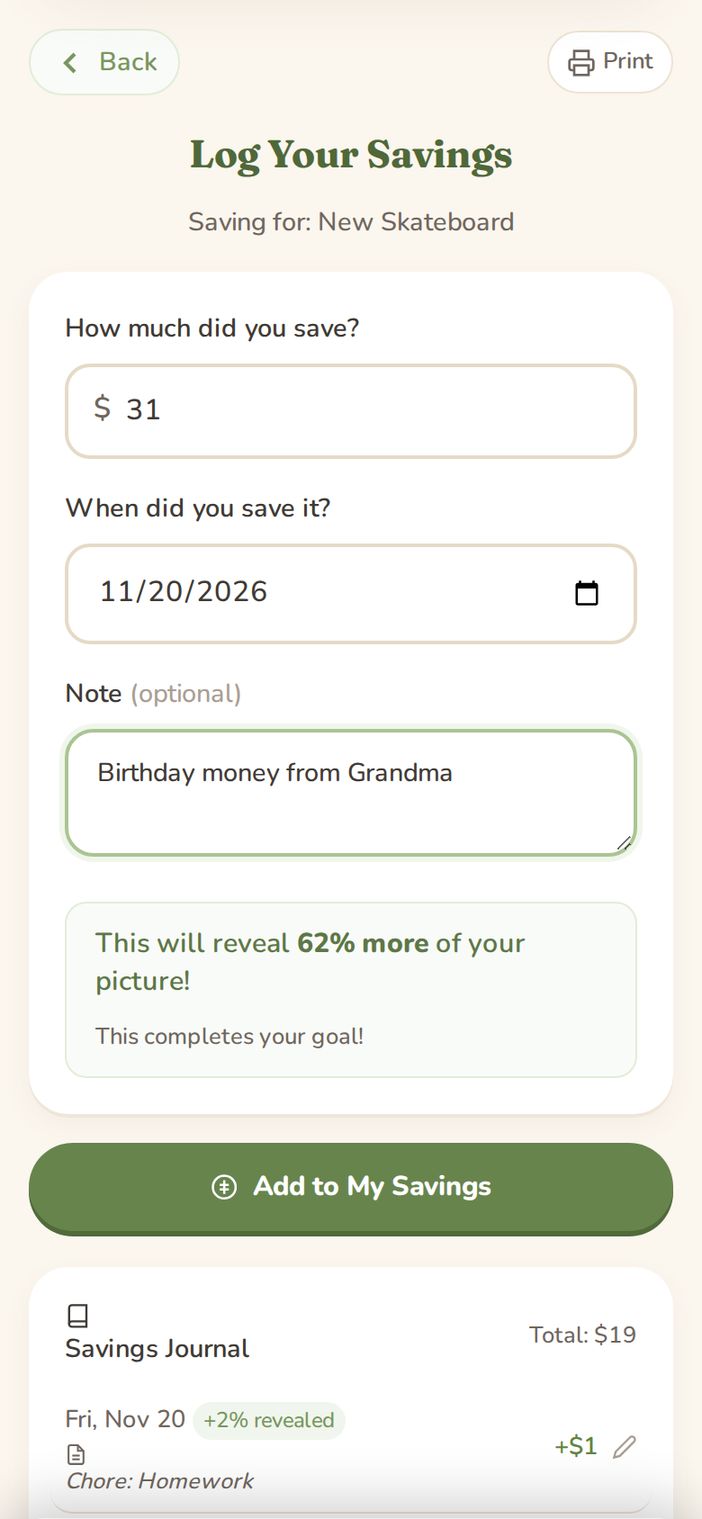 Back
Print
Log Your Savings
Saving for: New Skateboard
How much did you save?
$ 31
When did you save it?
11/20/2026
Note (optional)
Birthday money from Grandma
This will reveal 62% more of your
picture!
This completes your goal!
Add to My Savings
Savings Journal
Total: $19
Fri, Nov 20 +2% revealed
+$1
Chore: Homework